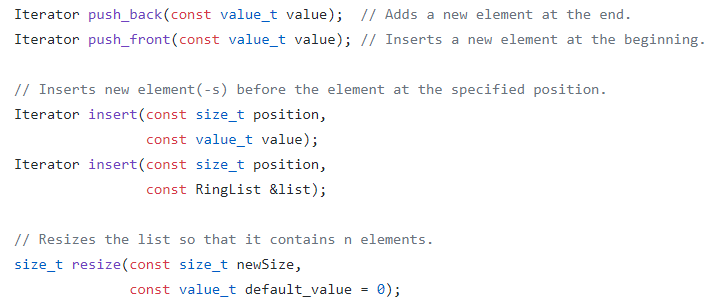 Iterator push_back(const value_t value);  // Adds a new element at the end.
Iterator push_front(const value_t value); // Inserts a new element at the beginning.
// Inserts new element(-s) before the element at the specified position.
Iterator insert(const size_t position,
                const value_t value);
Iterator insert(const size_t position,
                const RingList &list);
// Resizes the list so that it contains n elements.
size_t resize(const size_t newSize,
              const value_t default_value = 0);